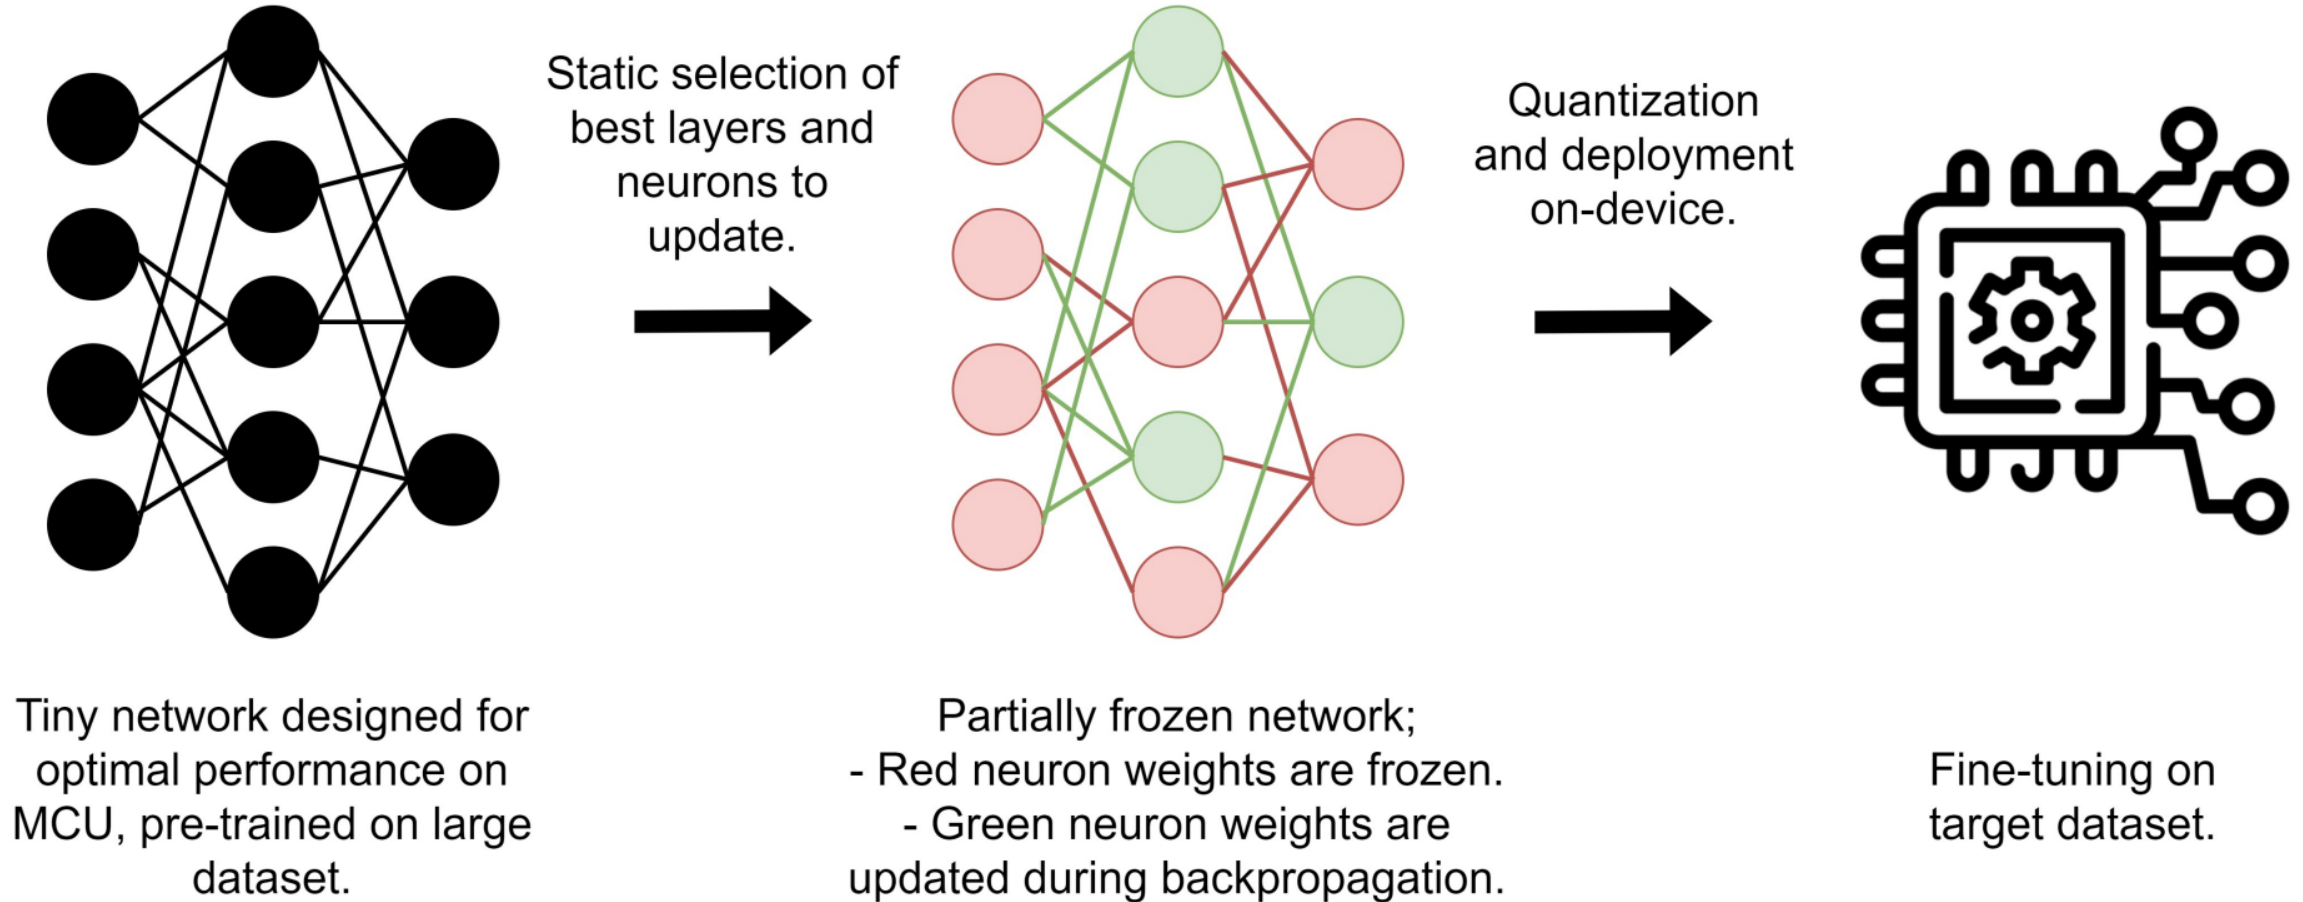 Static selection of
best layers and
neurons to
update.
Quantization
and deployment
on-device.
Tiny network designed for
optimal performance on
MCU, pre-trained on large
dataset.
Partially frozen network;
- Red neuron weights are frozen.
- Green neuron weights are
updated during backpropagation.
Fine-tuning on
target dataset.